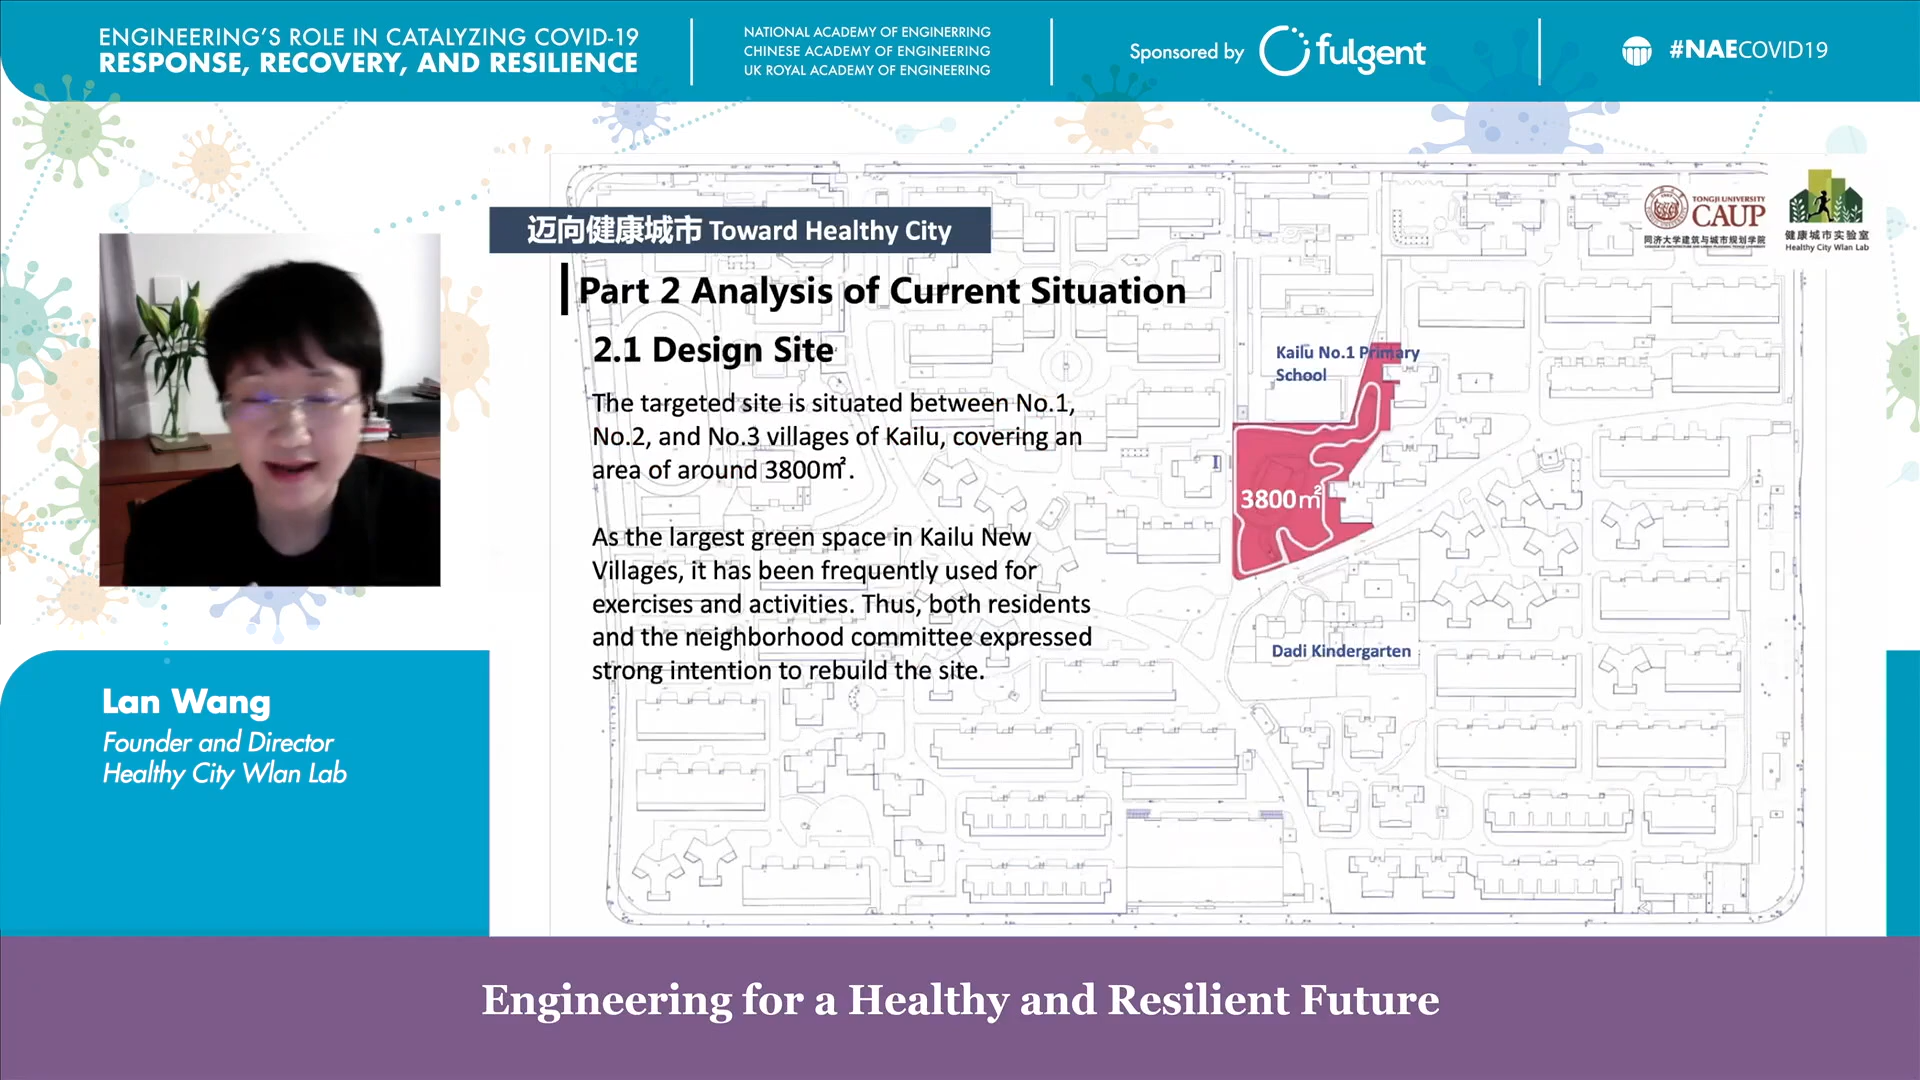 ENGINEERING'S ROLE IN CATALYZING COVID-19
RESPONSE, RECOVERY, AND RESILIENCE
NATIONAL ACADEMY OF ENGINERRING
CHINESE ACADEMY OF ENGINEERING
UK ROYAL ACADEMY OF ENGINEERING
Sponsored by fulgent
#NAECOVID19
迈向健康城市 Toward Healthy City
TONGJI UNIVERSITY
CAUP
同济大学建筑与城市规划学院
健康城市实验室
Healthy City Wlan Lab
Part 2 Analysis of Current Situation
2.1 Design Site
The targeted site is situated between No.1,
No.2, and No.3 villages of Kailu, covering an
area of around 3800㎡.
As the largest green space in Kailu New
Villages, it has been frequently used for
exercises and activities. Thus, both residents
and the neighborhood committee expressed
strong intention to rebuild the site.
Kailu No.1 Primary
School
3800㎡
Dadi Kindergarten
Lan Wang
Founder and Director
Healthy City Wlan Lab
Engineering for a Healthy and Resilient Future